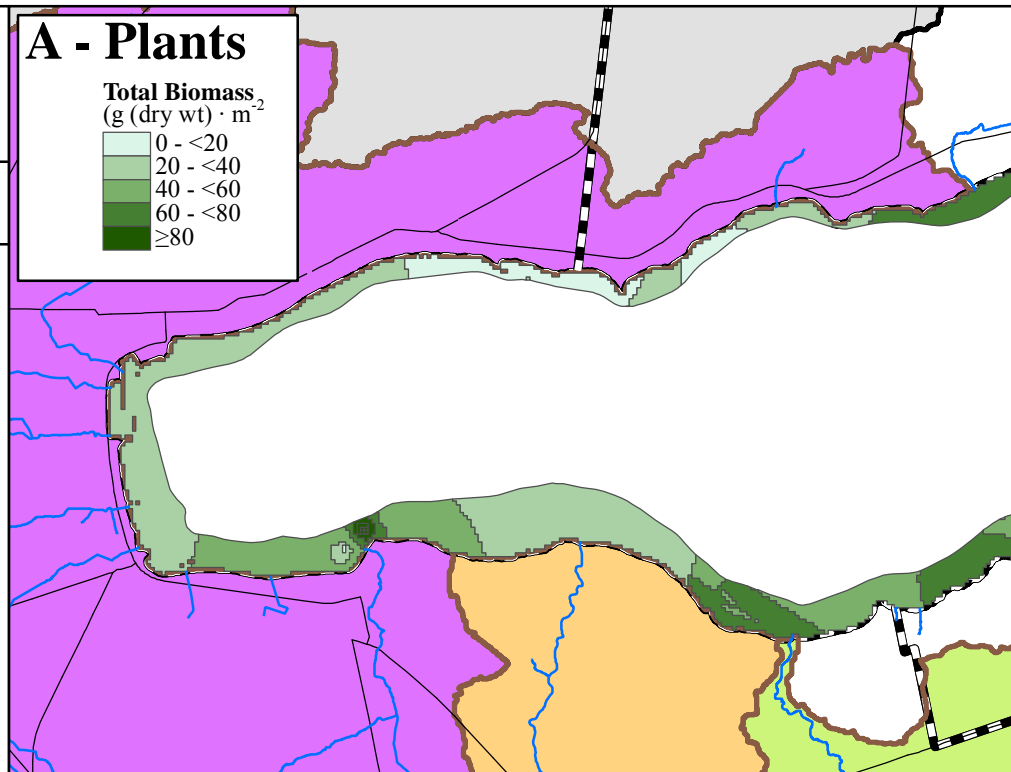 A - Plants
Total Biomass
(g (dry wt) · m⁻²
0 - <20
20 - <40
40 - <60
60 - <80
≥80